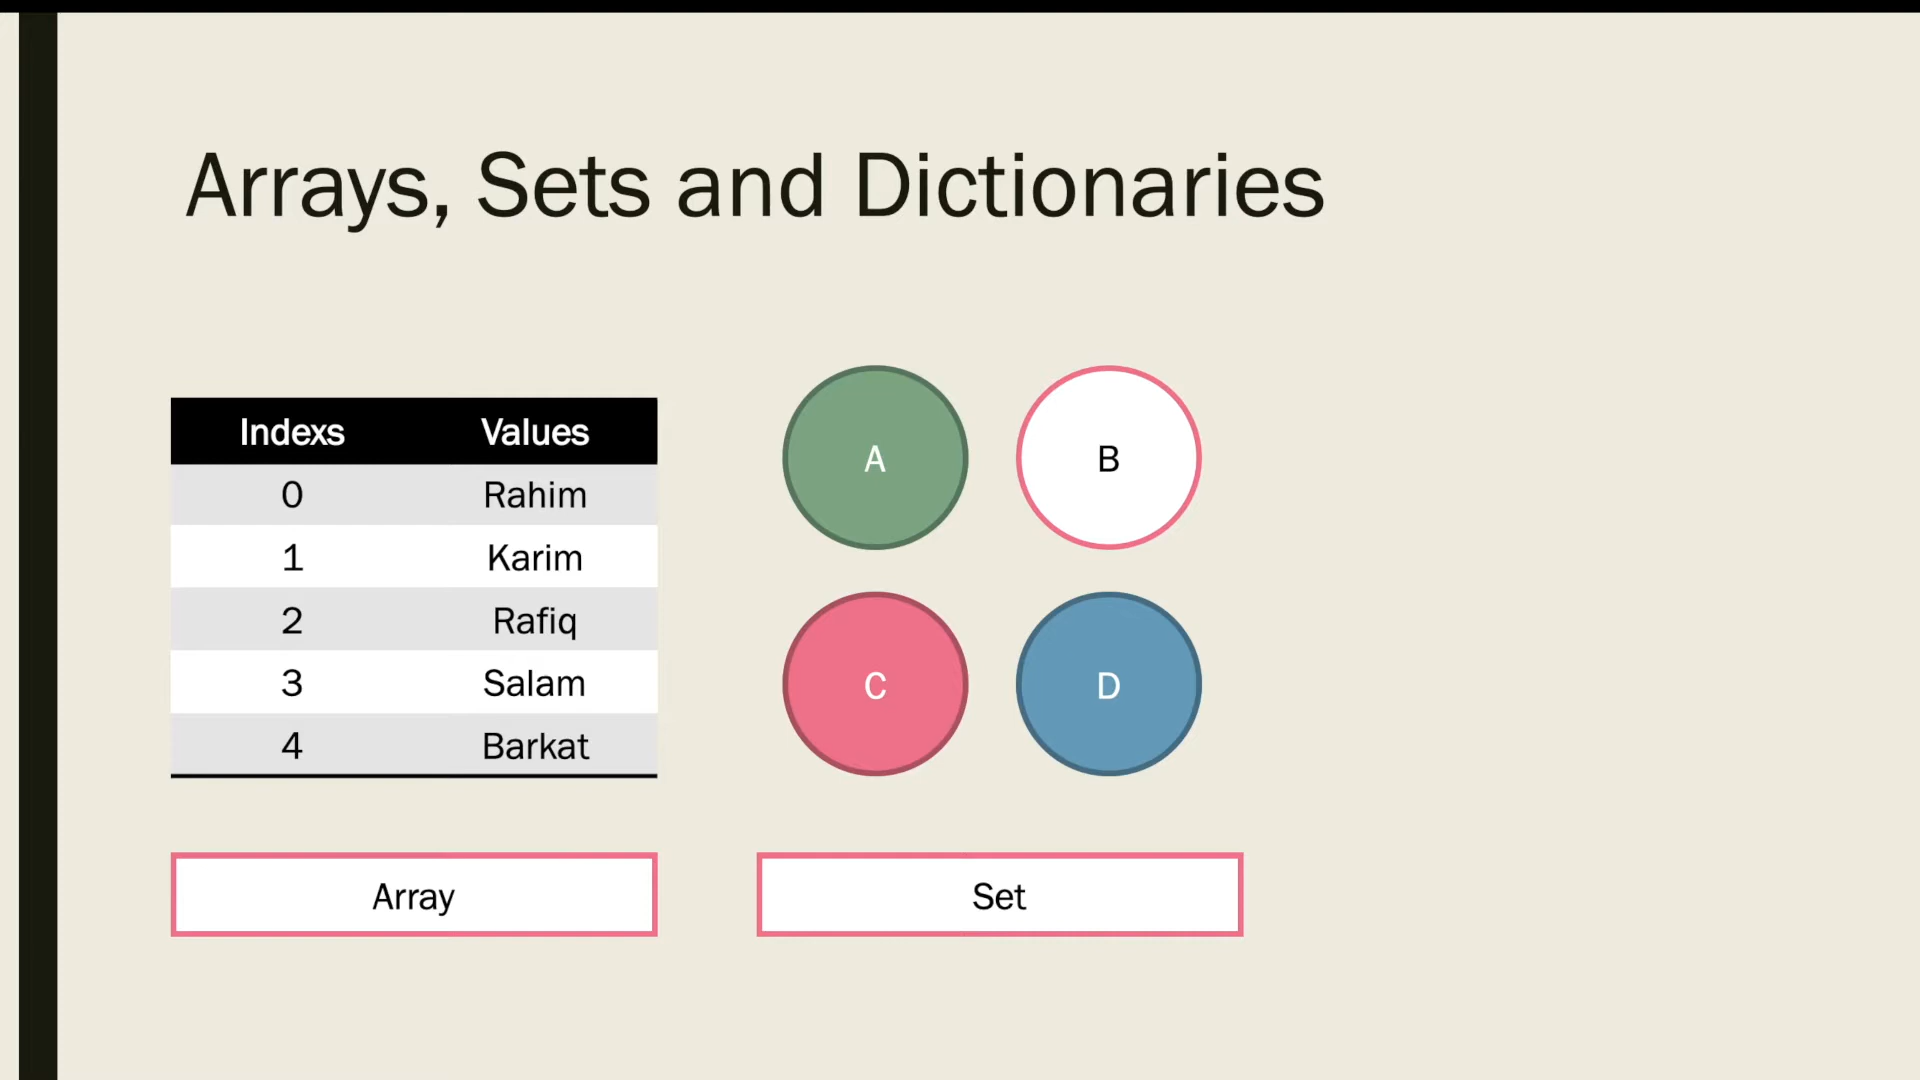 Arrays, Sets and Dictionaries
Indexs Values
0 Rahim
1 Karim
2 Rafiq
3 Salam
4 Barkat
A B
C D
Array
Set